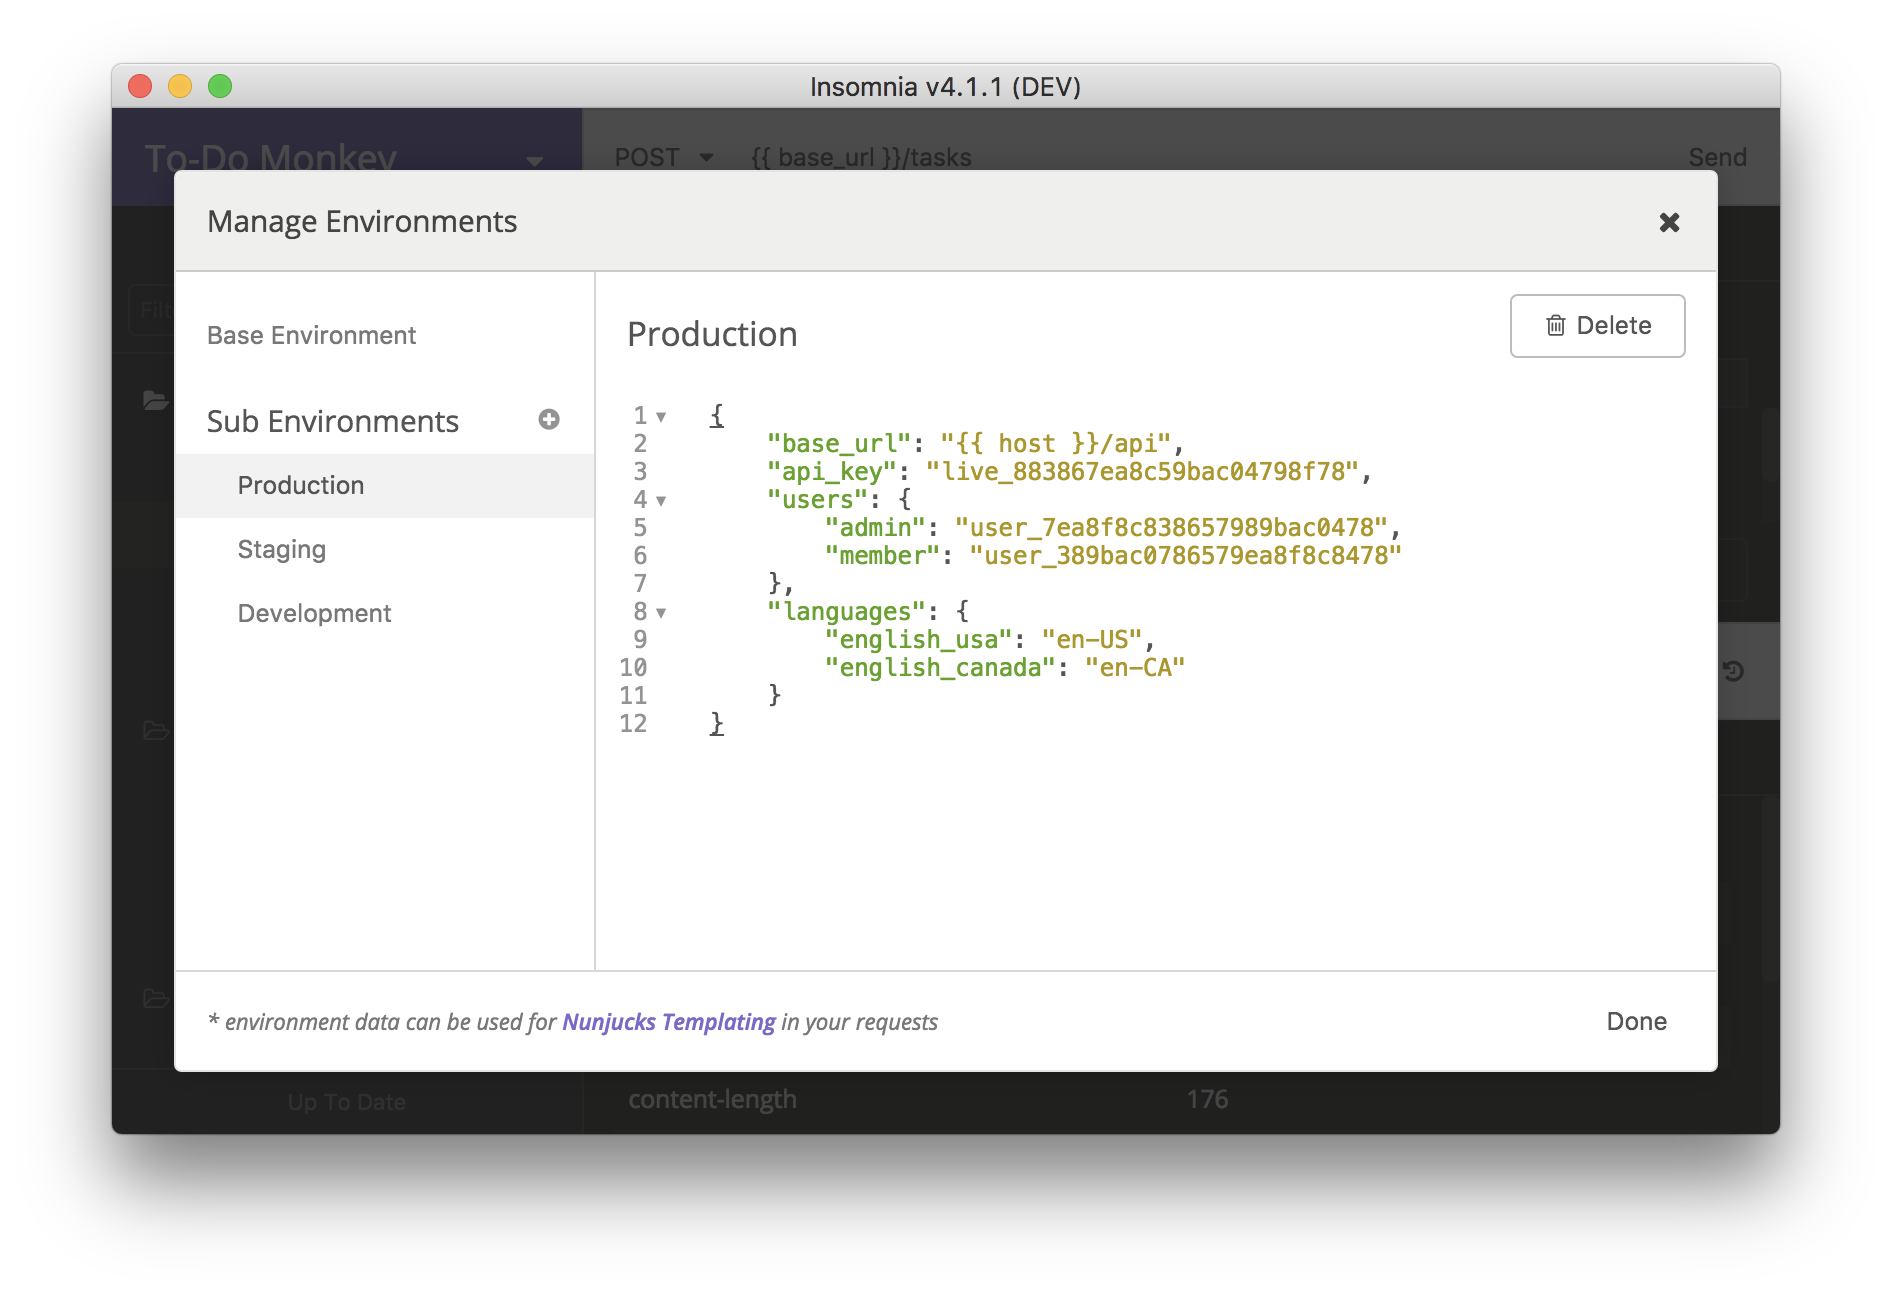 Insomnia v4.1.1 (DEV)
To-Do Monkey
POST {{ base_url }}/tasks Send
Manage Environments
Filt
Base Environment
Sub Environments
Production
Staging
Development
Production
Delete
1 {
2 "base_url": "{{ host }}/api",
3 "api_key": "live_883867ea8c59bac04798f78",
4 "users": {
5 "admin": "user_7ea8f8c838657989bac0478",
6 "member": "user_389bac0786579ea8f8c8478"
7 },
8 "languages": {
9 "english_usa": "en-US",
10 "english_canada": "en-CA"
11 }
12 }
* environment data can be used for Nunjucks Templating in your requests
Done
Up To Date
content-length 176